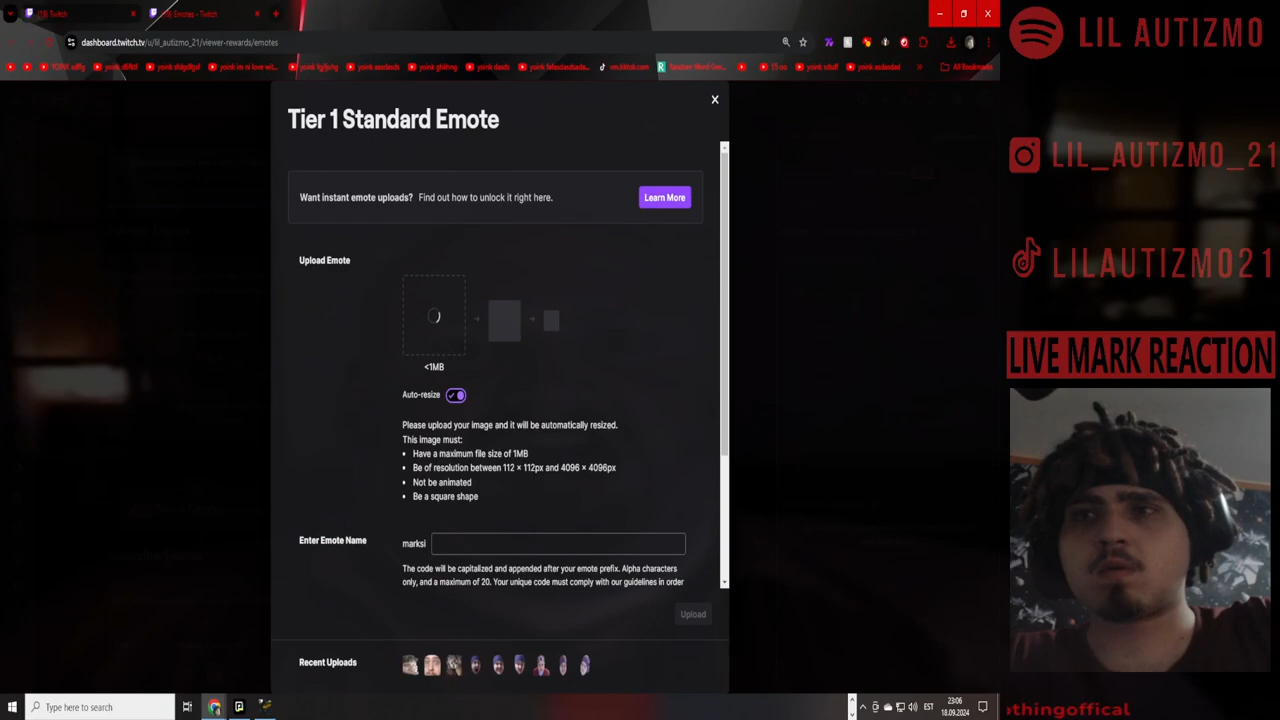 Twitch
Emotes - Twitch
dashboard.twitch.tv/u/lil_autizmo_21/viewer-rewards/emotes
All Bookmarks
Tier 1 Standard Emote
X
Want instant emote uploads? Find out how to unlock it right here.
Learn More
Upload Emote
<1MB
Auto-resize
Please upload your image and it will be automatically resized.
This image must:
• Have a maximum file size of 1MB
• Be of resolution between 112 × 112px and 4096 × 4096px
• Not be animated
• Be a square shape
Enter Emote Name
marksi
The code will be capitalized and appended after your emote prefix. Alpha characters
only, and a maximum of 20. Your unique code must comply with our guidelines in order
Upload
Recent Uploads
LIL AUTIZMO
LIL_AUTIZMO_21
LILAUTIZMO21
LIVE MARK REACTION
Type here to search
EST
23:06
18.09.2024
othingoffical